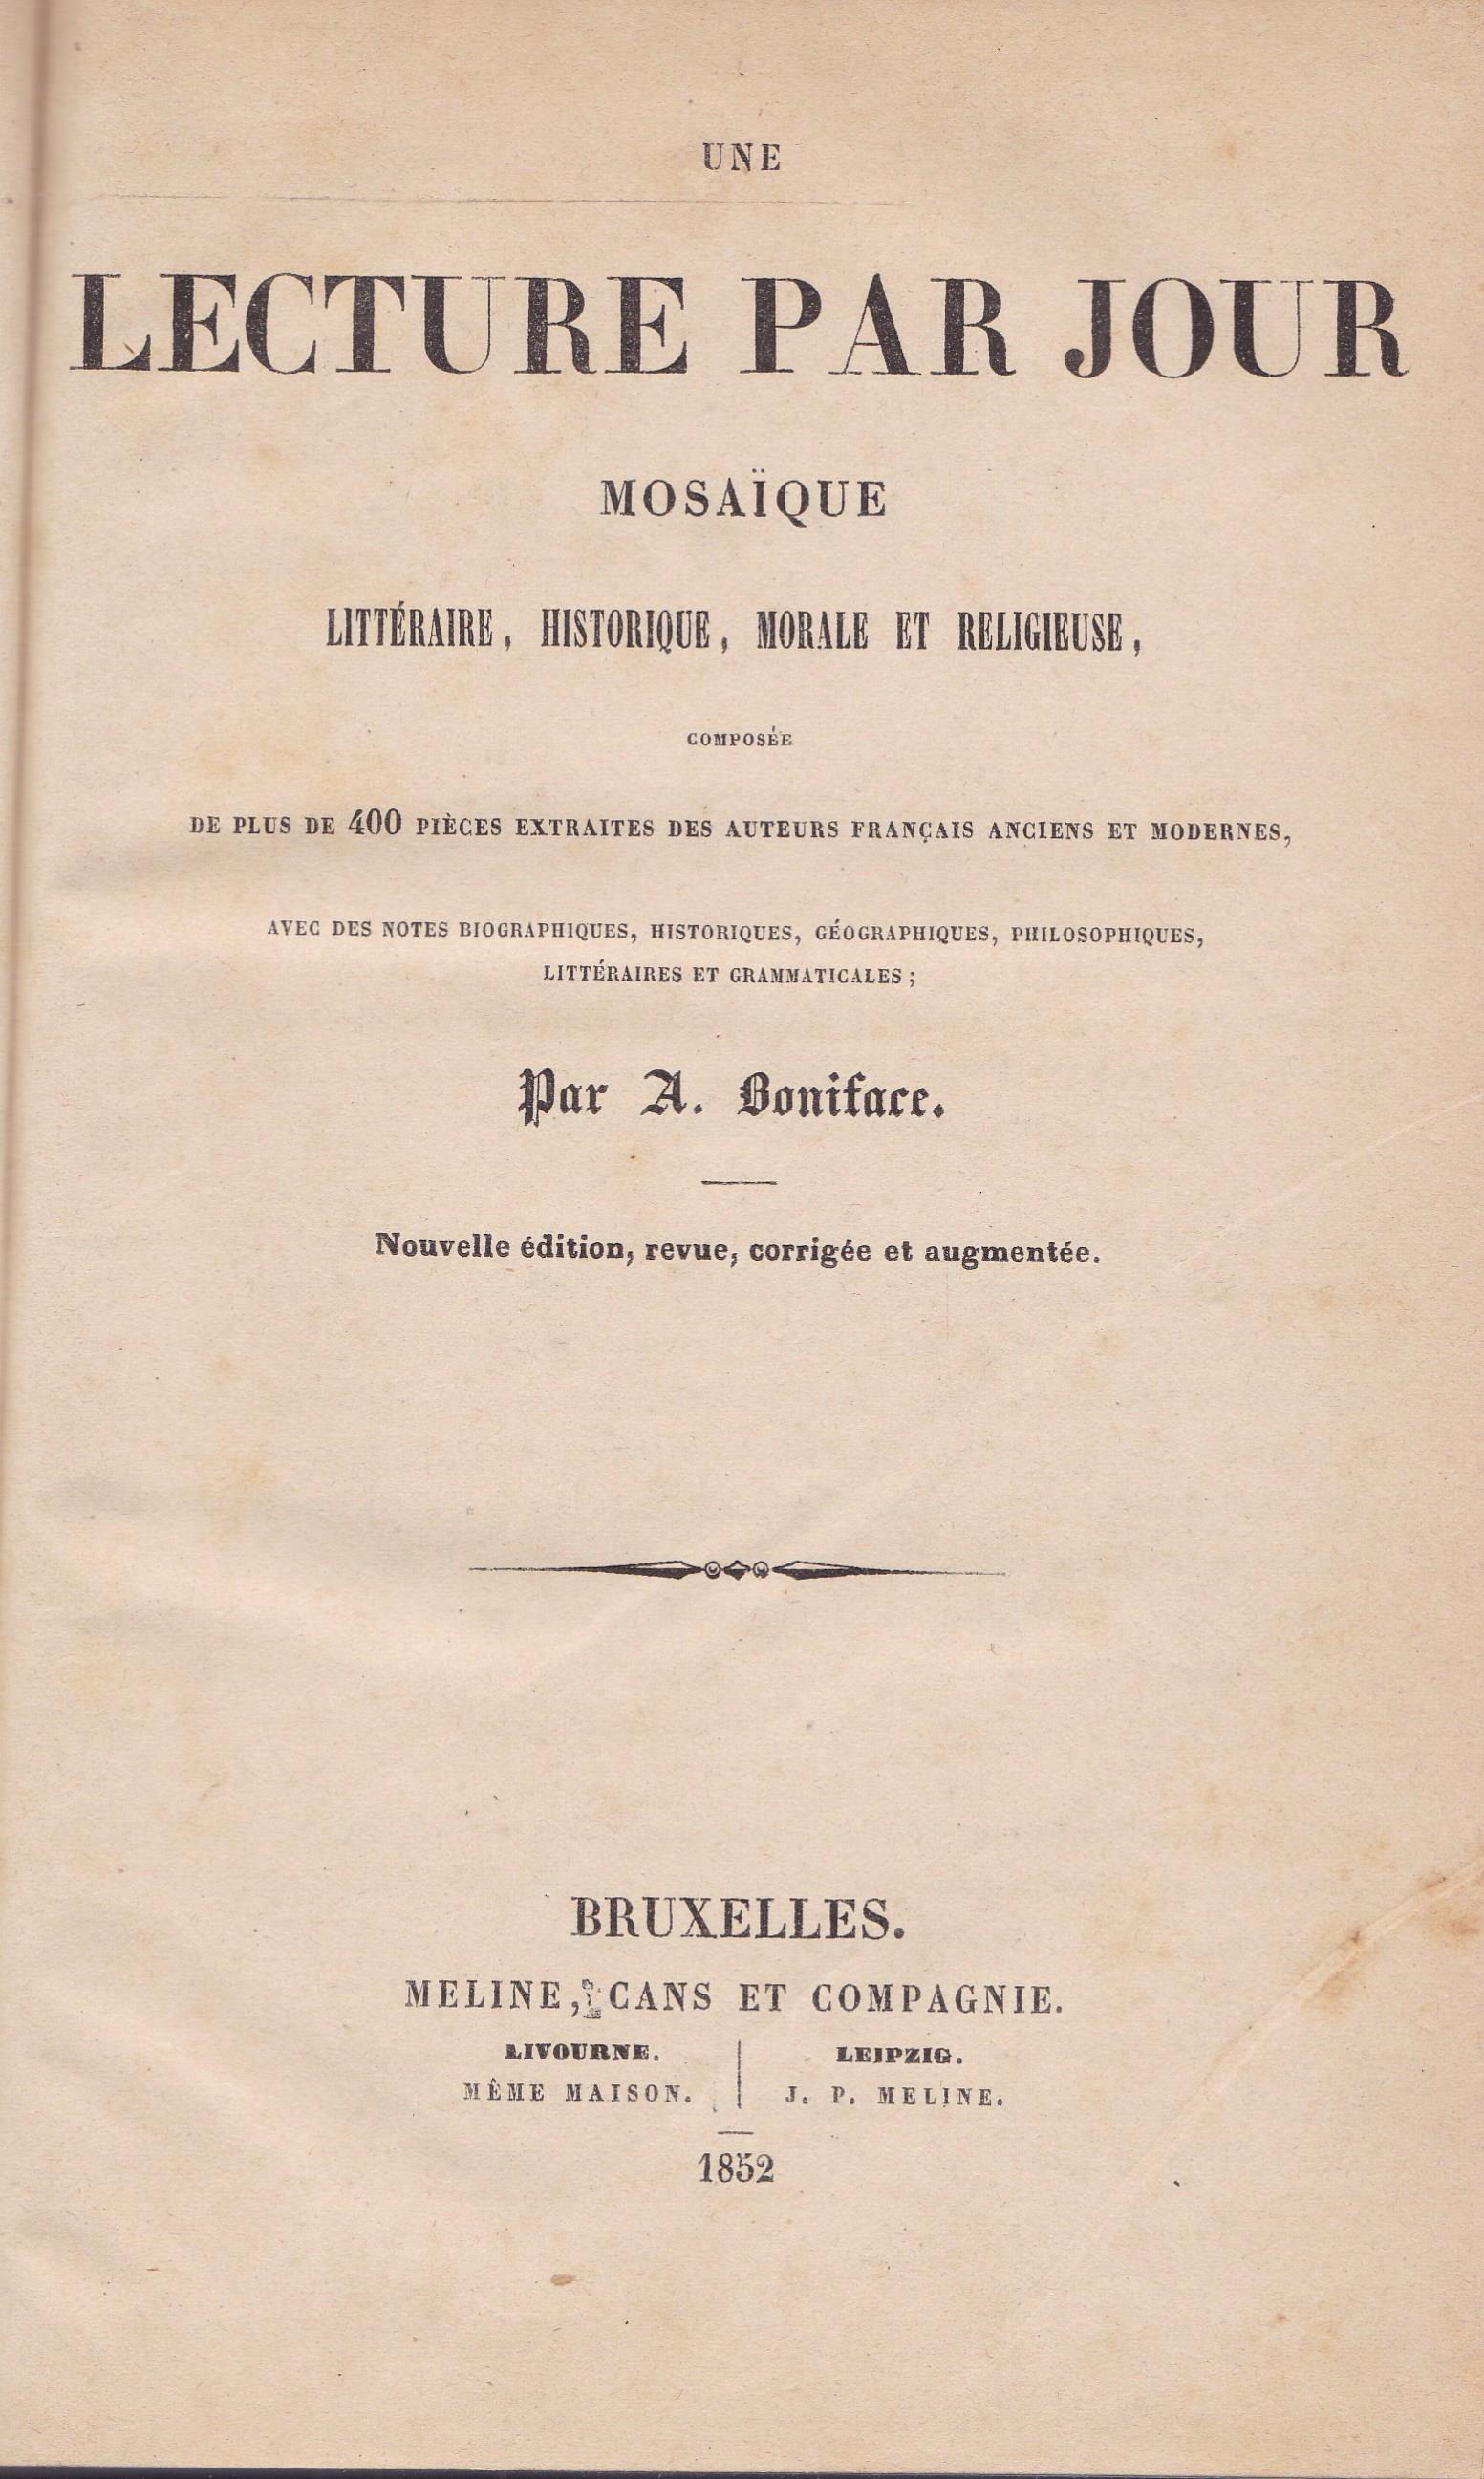 UNE
LECTURE PAR JOUR
MOSAÏQUE
LITTÉRAIRE, HISTORIQUE, MORALE ET RELIGIEUSE,
COMPOSÉE
DE PLUS DE 400 PIÈCES EXTRAITES DES AUTEURS FRANÇAIS ANCIENS ET MODERNES,
AVEC DES NOTES BIOGRAPHIQUES, HISTORIQUES, GÉOGRAPHIQUES, PHILOSOPHIQUES,
LITTÉRAIRES ET GRAMMATICALES ;
Par A. Boniface.
Nouvelle édition, revue, corrigée et augmentée.
BRUXELLES.
MELINE, CANS ET COMPAGNIE.
LIVOURNE.
MÊME MAISON.
LEIPZIG.
J. P. MELINE.
1852